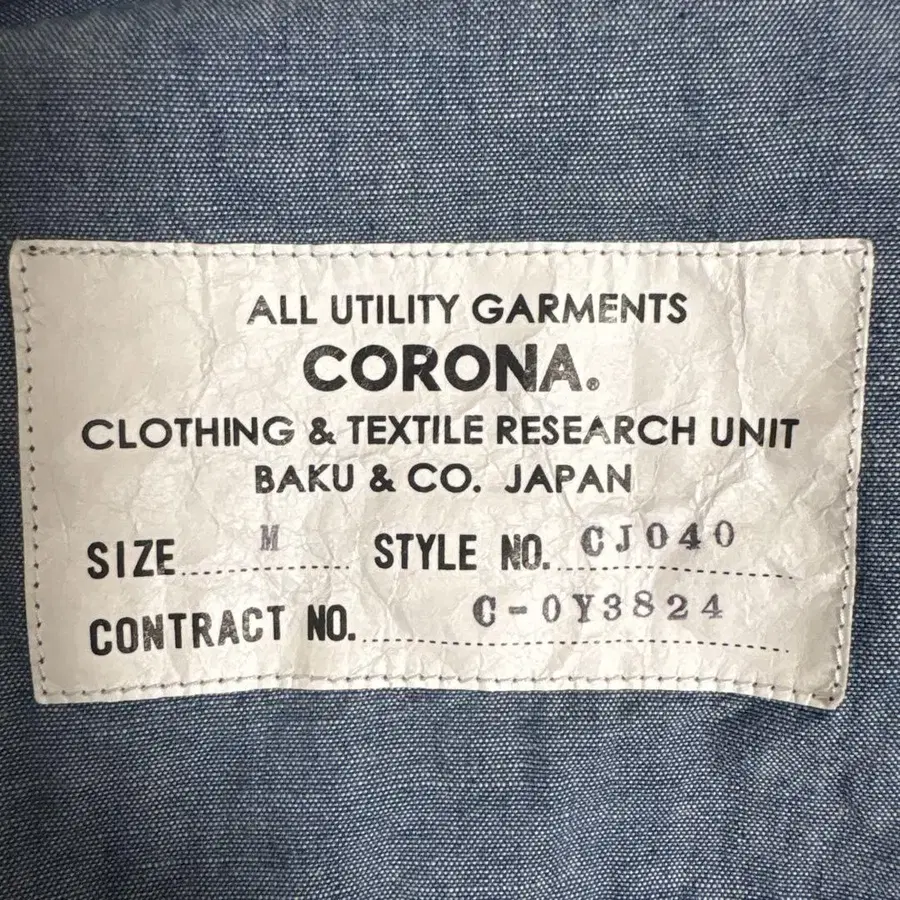 ALL UTILITY GARMENTS
CORONA.®
CLOTHING & TEXTILE RESEARCH UNIT
BAKU & CO. JAPAN
SIZE M STYLE NO. CJ040
CONTRACT NO. C-0Y3824